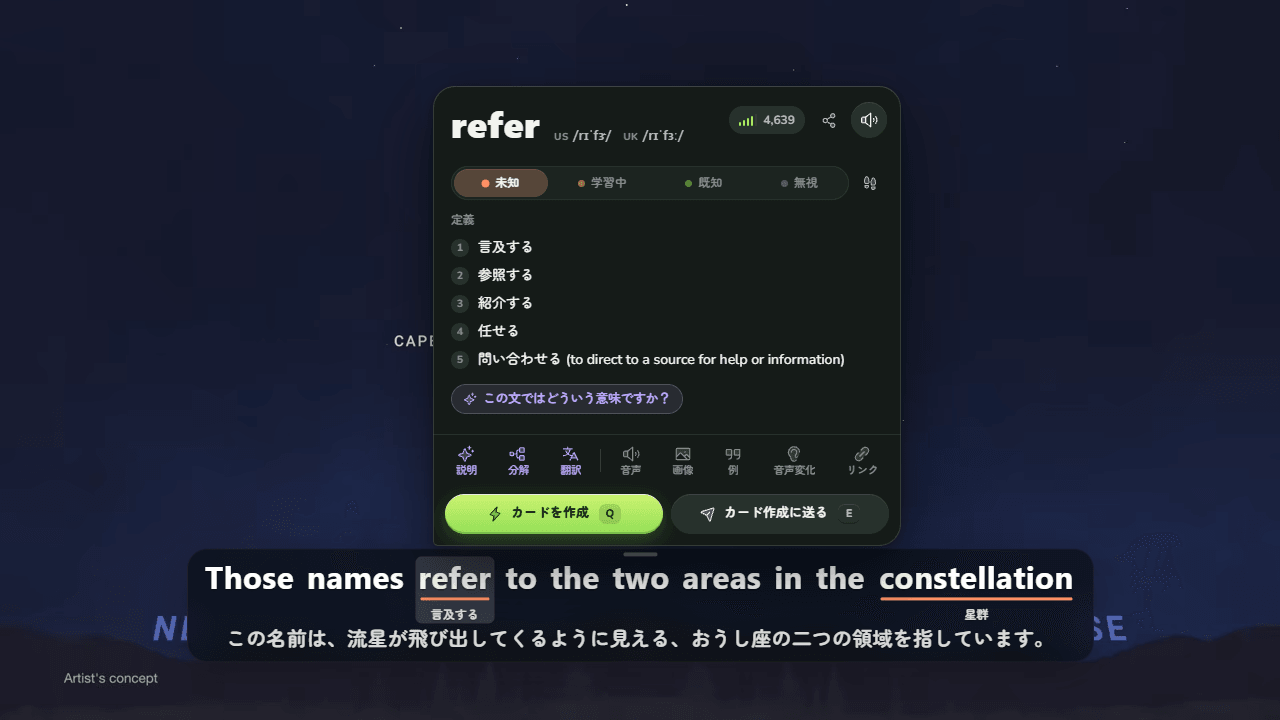 refer US /rɪˈfɝ/ UK /rɪˈfɜː/ 4,639
未知 学習中 既知 無視
定義
1 言及する
2 参照する
3 紹介する
4 任せる
5 問い合わせる (to direct to a source for help or information)
CAPE
この文ではどういう意味ですか？
説明 分解 翻訳 音声 画像 例 音声変化 リンク
カードを作成 Q カード作成に送る E
Those names refer to the two areas in the constellation
言及する 星群
この名前は、流星が飛び出してくるように見える、おうし座の二つの領域を指しています。
Artist's concept